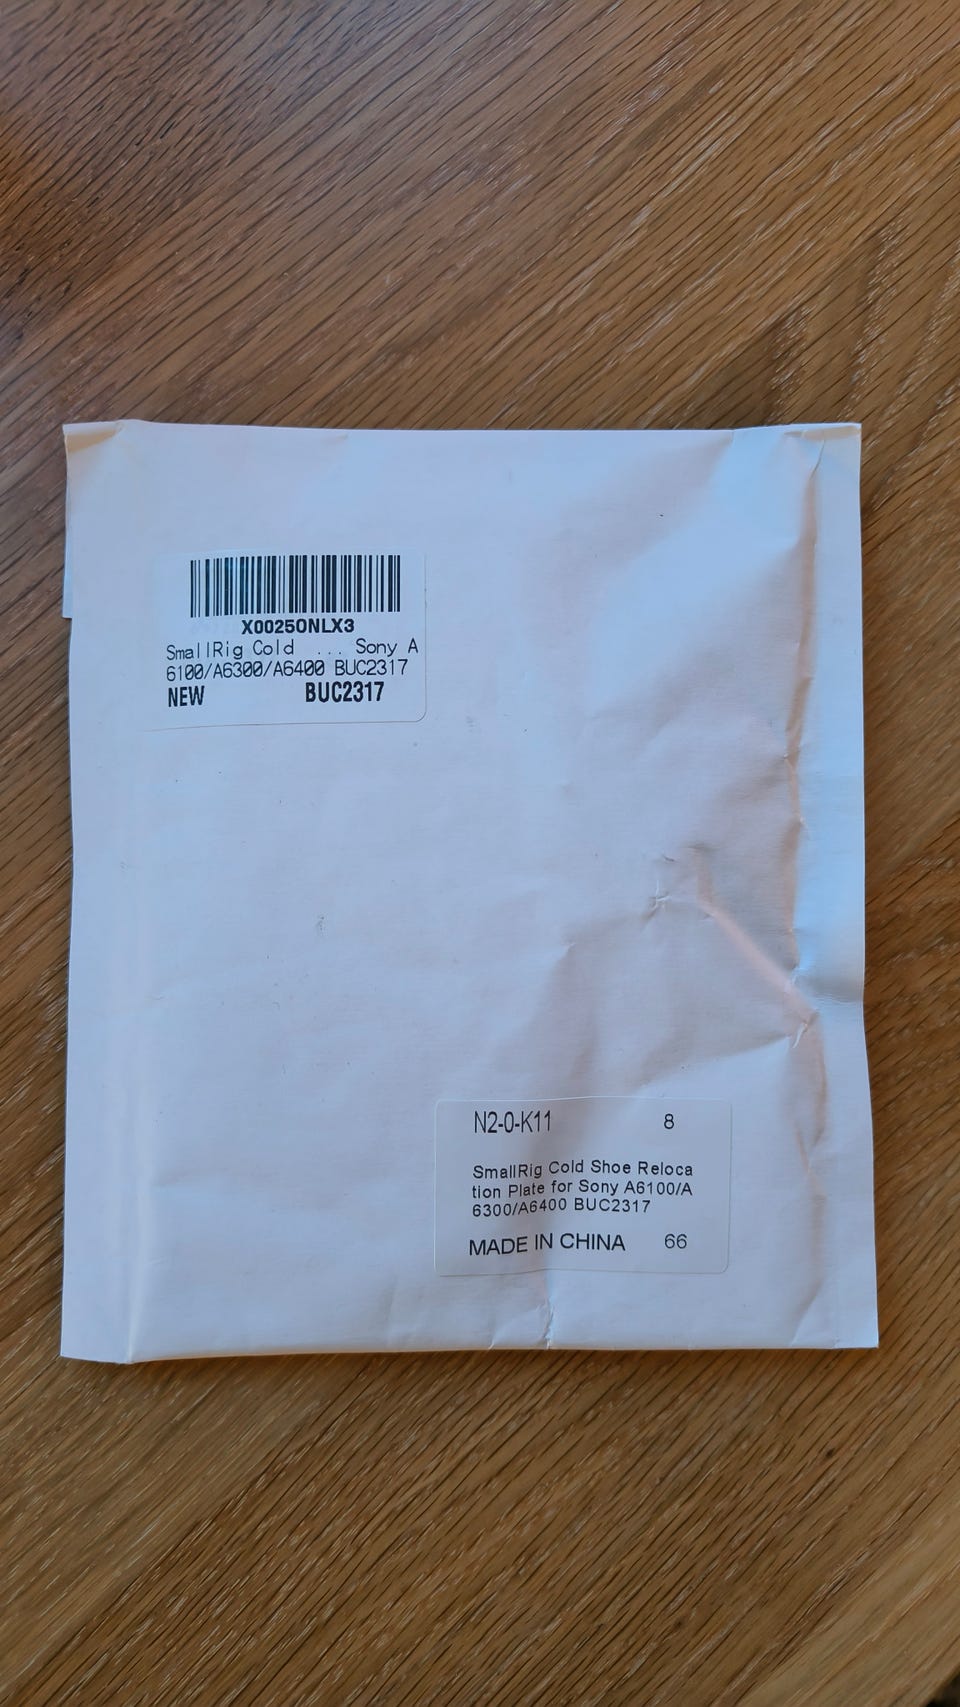 X00250NLX3
SmallRig Cold ... Sony A
6100/A6300/A6400 BUC2317
NEW BUC2317
N2-0-K11 8
SmallRig Cold Shoe Reloca
tion Plate for Sony A6100/A
6300/A6400 BUC2317
MADE IN CHINA 66